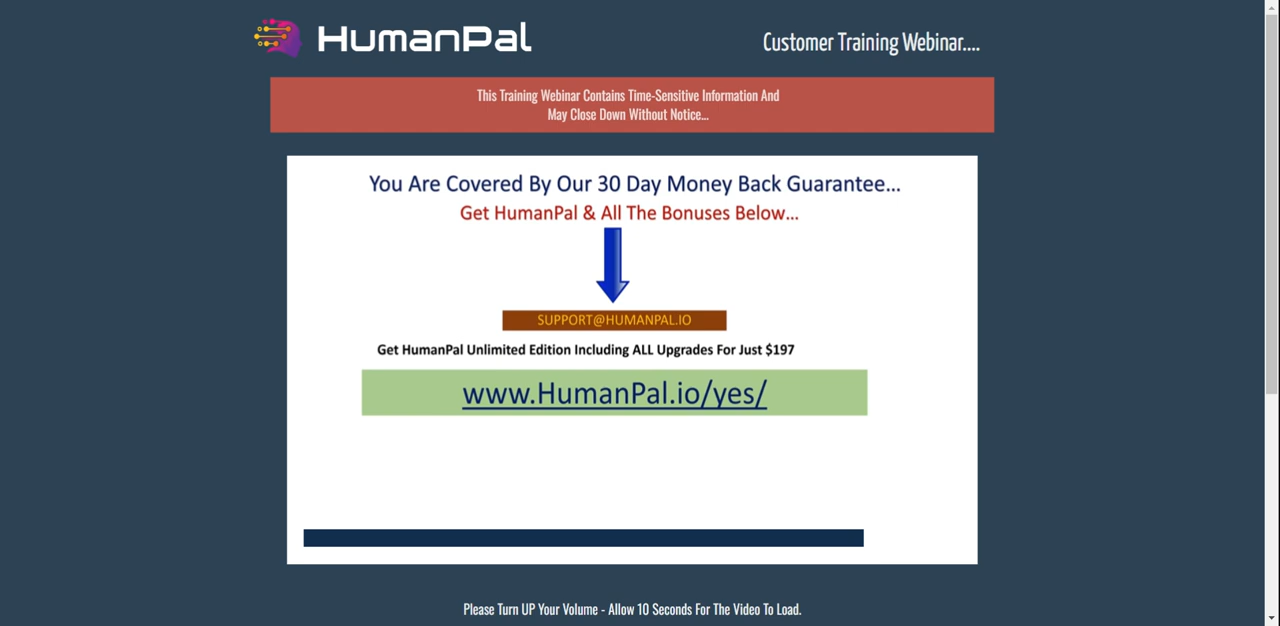 HumanPal
Customer Training Webinar....
This Training Webinar Contains Time-Sensitive Information And
May Close Down Without Notice...
You Are Covered By Our 30 Day Money Back Guarantee...
Get HumanPal & All The Bonuses Below...
SUPPORT@HUMANPAL.IO
Get HumanPal Unlimited Edition Including ALL Upgrades For Just $197
www.HumanPal.io/yes/
Please Turn UP Your Volume - Allow 10 Seconds For The Video To Load.